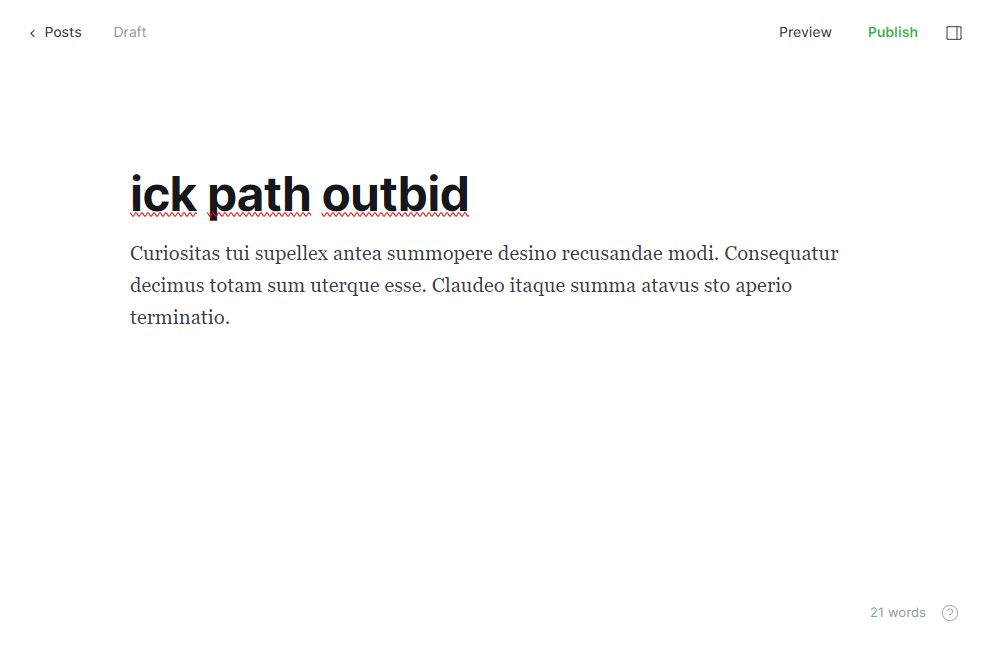 Posts Draft Preview Publish
ick path outbid
Curiositas tui supellex antea summopere desino recusandae modi. Consequatur
decimus totam sum uterque esse. Claudeo itaque summa atavus sto aperio
terminatio.
21 words ?